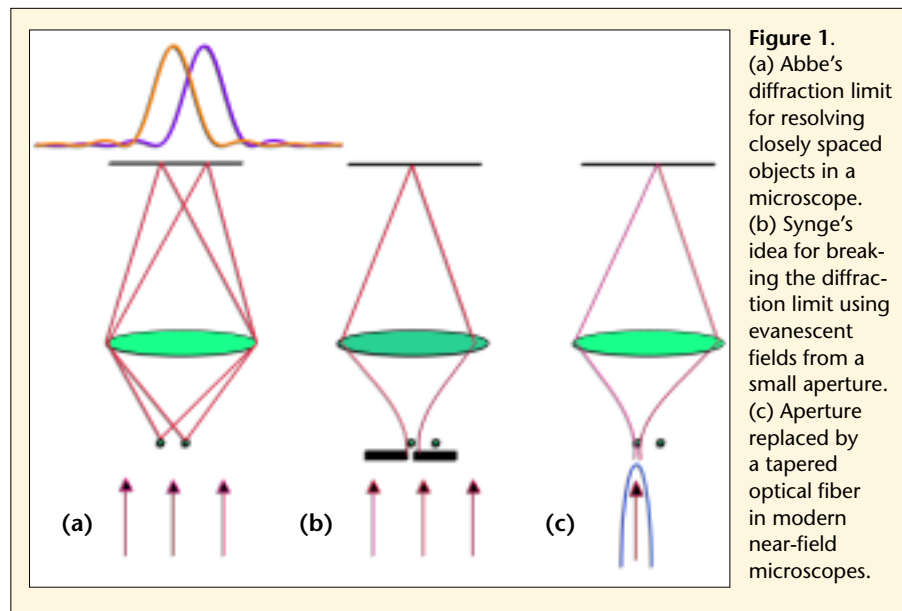 Figure 1.
(a) Abbe's
diffraction limit
for resolving
closely spaced
objects in a
microscope.
(b) Synge's
idea for break-
ing the diffrac-
tion limit using
evanescent
fields from a
small aperture.
(c) Aperture
replaced by
a tapered
optical fiber
in modern
near-field
microscopes.
(a) (b) (c)